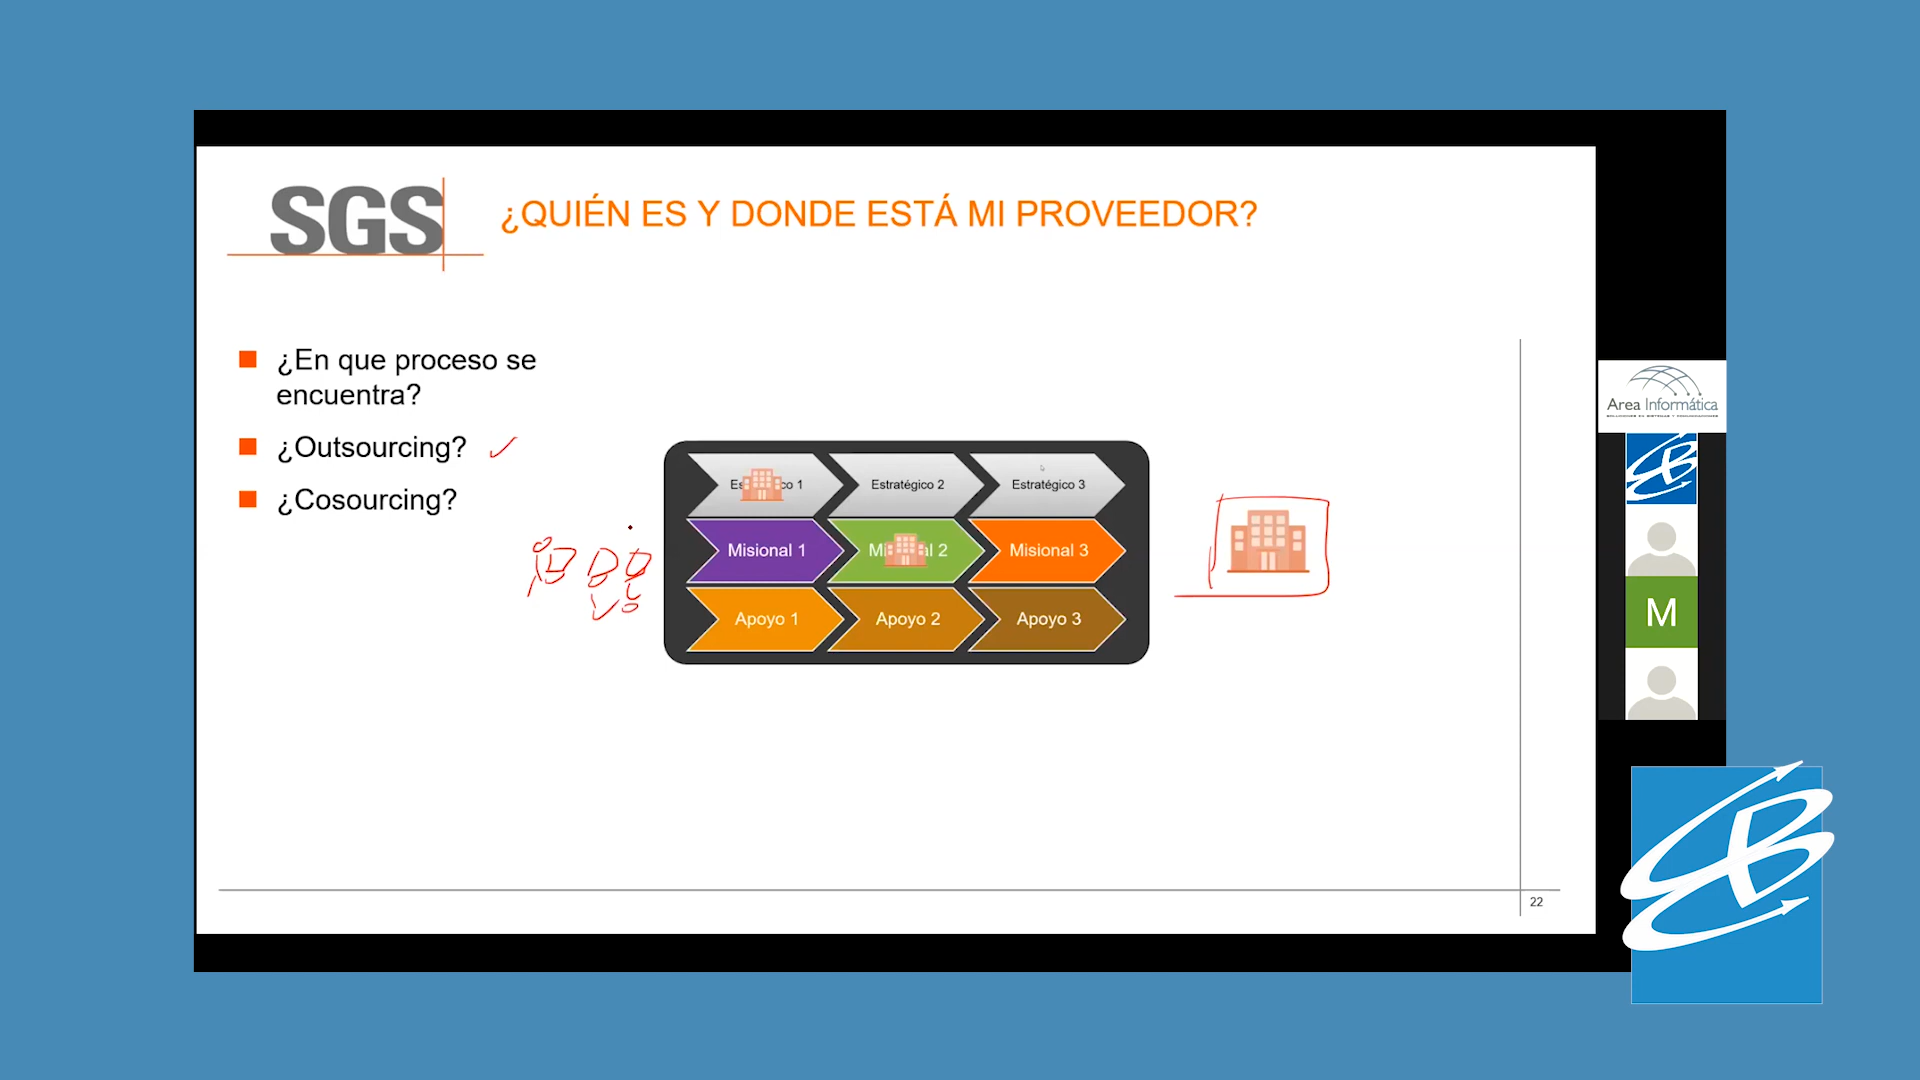 SGS
¿QUIÉN ES Y DONDE ESTÁ MI PROVEEDOR?
¿En que proceso se
encuentra?
¿Outsourcing?
¿Cosourcing?
Estratégico 2
Estratégico 3
Misional 1
Misional 3
Apoyo 1
Apoyo 2
Apoyo 3
Area Informática
M
22